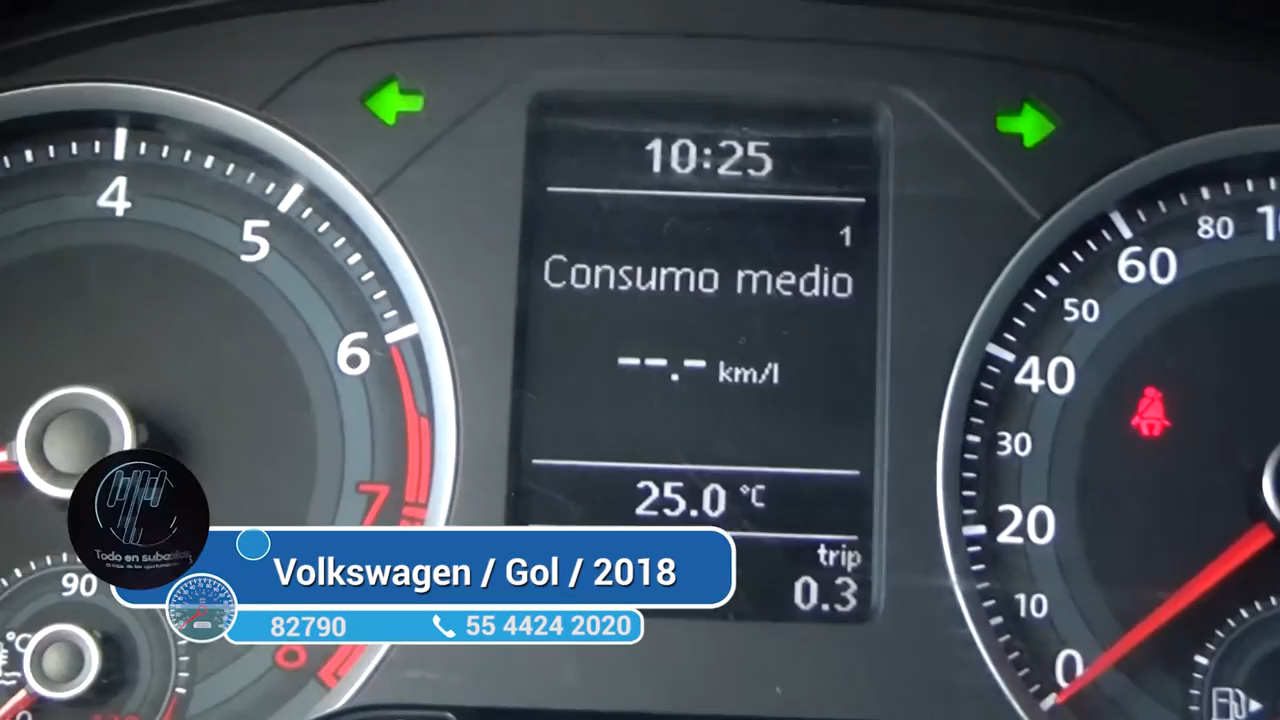 10:25
1
Consumo medio
--.- km/l
25.0 °C
trip
0.3
4
5
6
7
80
60
50
40
30
20
10
0
90
Todo en
Volkswagen / Gol / 2018
82790
55 4424 2020